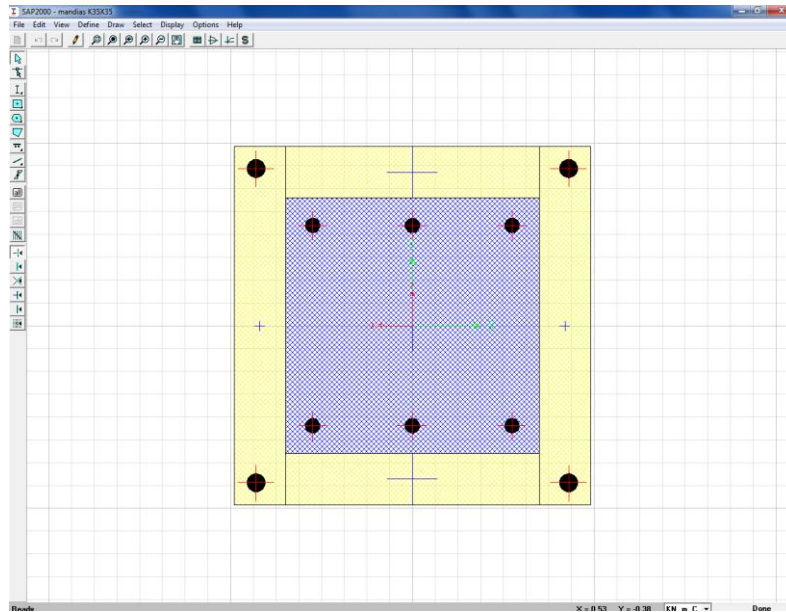 SAP2000 - mandias K35X35
File Edit View Define Draw Select Display Options Help
S
Ready
X = 0.53 Y = -0.38 KN, m, C Done